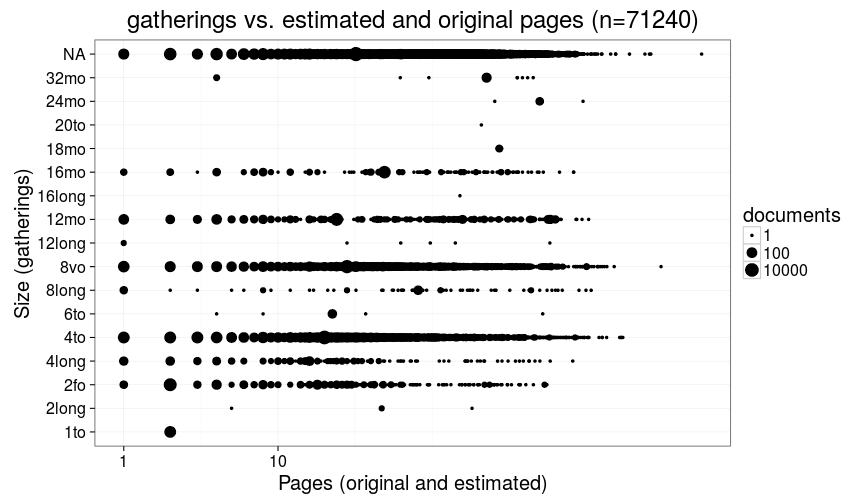 gatherings vs. estimated and original pages (n=71240)
Size (gatherings)
NA
32mo
24mo
20to
18mo
16mo
16long
12mo
12long
8vo
8long
6to
4to
4long
2fo
2long
1to
1 10
Pages (original and estimated)
documents
1
100
10000